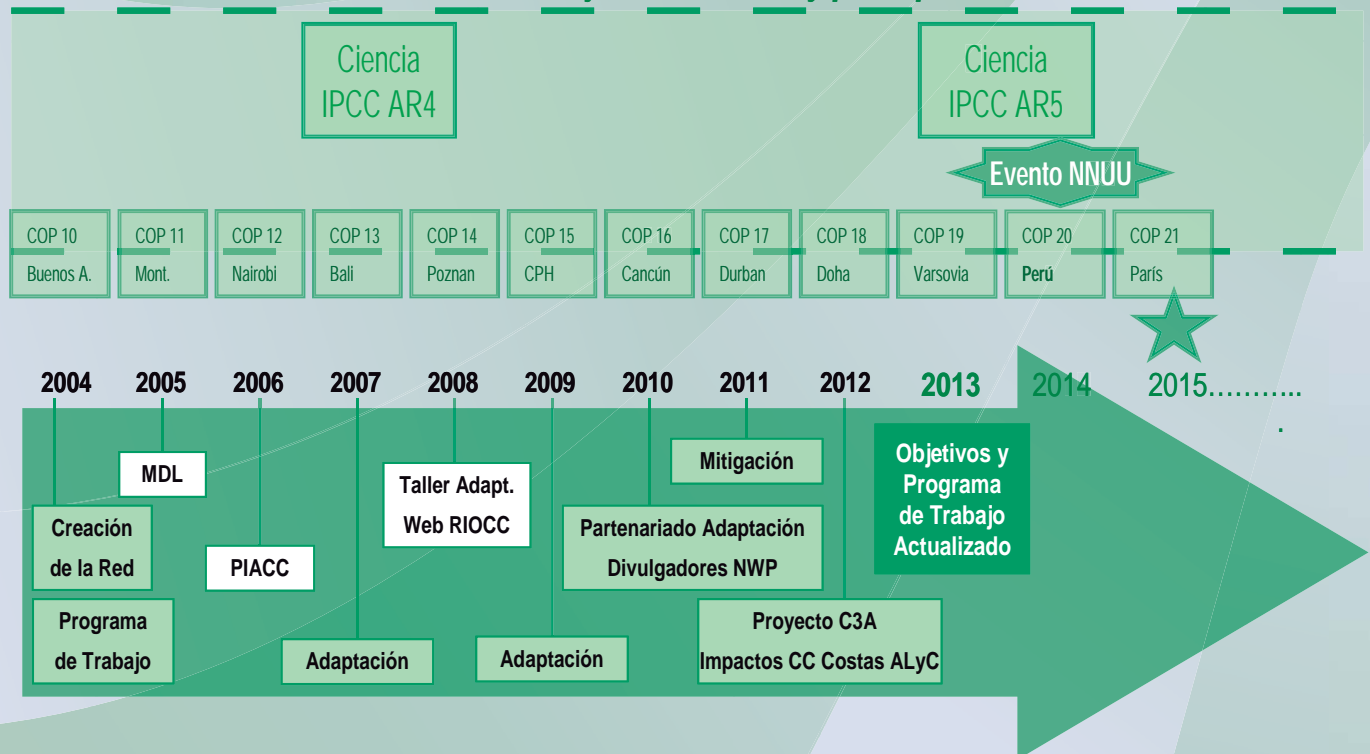 Ciencia
IPCC AR4
Ciencia
IPCC AR5
Evento NNUU
COP 10
Buenos A.
COP 11
Mont.
COP 12
Nairobi
COP 13
Bali
COP 14
Poznan
COP 15
CPH
COP 16
Cancún
COP 17
Durban
COP 18
Doha
COP 19
Varsovia
COP 20
Perú
COP 21
París
2004
2005
2006
2007
2008
2009
2010
2011
2012
2013
2014
2015...........
.
MDL
Creación
de la Red
Programa
de Trabajo
PIACC
Adaptación
Taller Adapt.
Web RIOCC
Adaptación
Partenariado Adaptación
Divulgadores NWP
Mitigación
Proyecto C3A
Impactos CC Costas ALyC
Objetivos y
Programa
de Trabajo
Actualizado